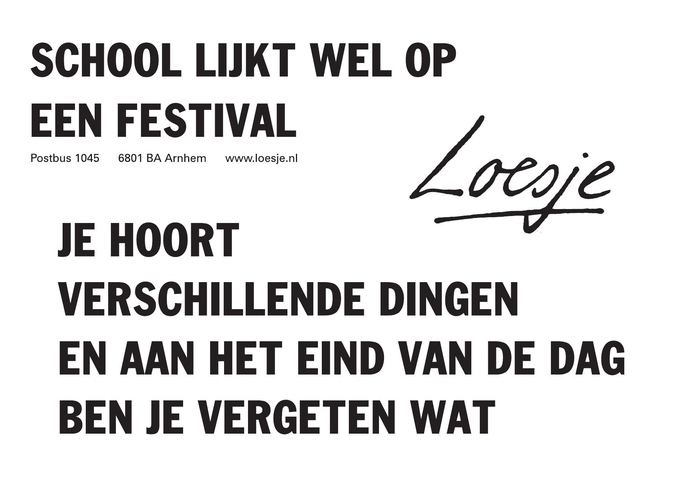 SCHOOL LIJKT WEL OP
EEN FESTIVAL
Postbus 1045 6801 BA Arnhem www.loesje.nl
Loesje
JE HOORT
VERSCHILLENDE DINGEN
EN AAN HET EIND VAN DE DAG
BEN JE VERGETEN WAT